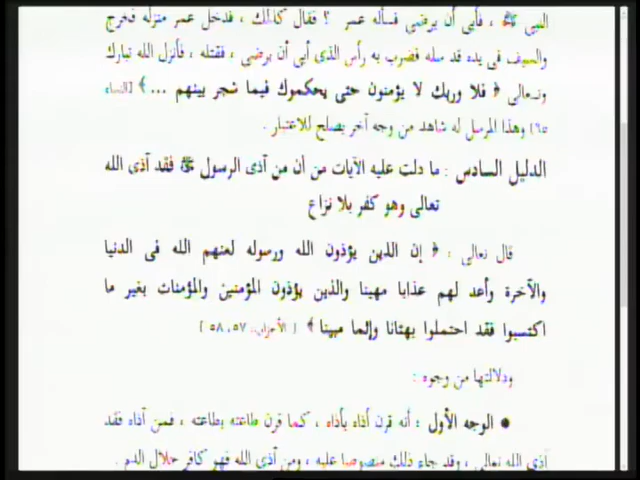 النبي ﷺ ، فأبى أن يرضى فسأله عمر ؟ فقال كذلك ، فدخل عمر منزله فخرج
والسيف فى يده قد سله فضرب به رأس الذى أبى أن يرضى ، فقتله ، فأنزل الله تبارك
وتعالى ﴿ فلا وربك لا يؤمنون حتى يحكموك فيما شجر بينهم ... ﴾ [النساء
٦٥] وهذا المرسل له شاهد من وجه آخر يصلح للاعتبار .
الدليل السادس : ما دلت عليه الآيات من أن من آذى الرسول ﷺ فقد آذى الله
تعالى وهو كفر بلا نزاع
قال تعالى : ﴿ إن الذين يؤذون الله ورسوله لعنهم الله فى الدنيا
والآخرة وأعد لهم عذابا مهينا والذين يؤذون المؤمنين والمؤمنات بغير ما
اكتسبوا فقد احتملوا بهتانا وإثما مبينا ﴾ [ الأحزاب: ٥٧، ٥٨ ]
ودلالتها من وجوه :
● الوجه الأول : أنه قرن أذاه بأذاه ، كما قرن طاعته بطاعته ، فمن آذاه فقد
آذى الله تعالى ، وقد جاء ذلك منصوصا عليه ، ومن آذى الله فهو كافر حلال الدم .